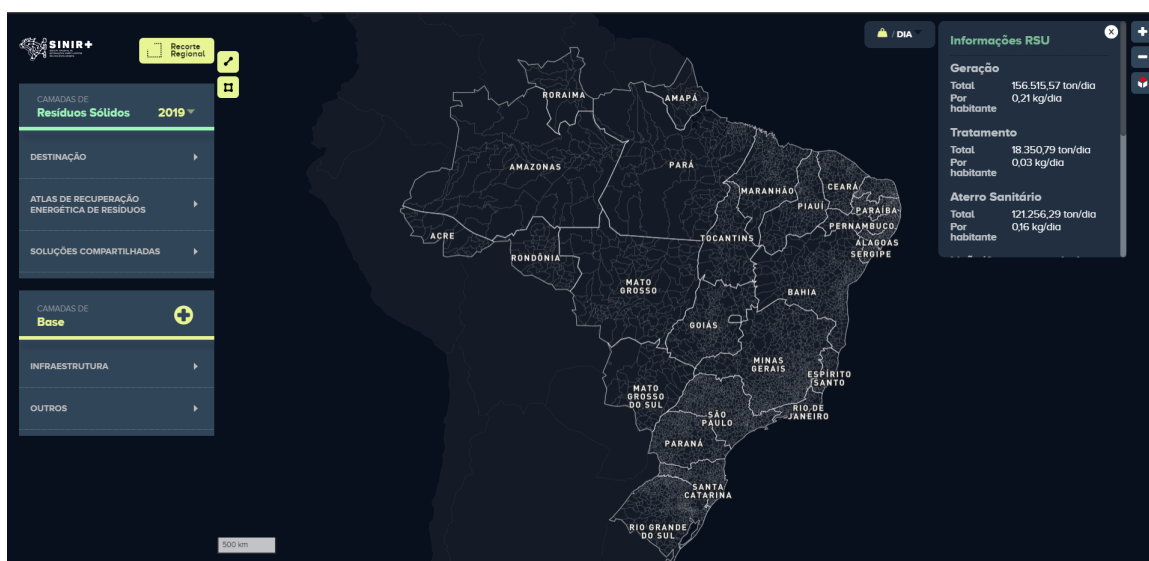 SINIR+
Recorte
Regional
CAMADAS DE
Resíduos Sólidos 2019
DESTINAÇÃO
ATLAS DE RECUPERAÇÃO
ENERGÉTICA DE RESÍDUOS
SOLUÇÕES COMPARTILHADAS
CAMADAS DE
Base
INFRAESTRUTURA
OUTROS
/ DIA
Informações RSU
Geração
Total 156.515,57 ton/dia
Por 0,21 kg/dia
habitante
Tratamento
Total 18.350,79 ton/dia
Por 0,03 kg/dia
habitante
Aterro Sanitário
Total 121.256,29 ton/dia
Por 0,16 kg/dia
habitante
RORAIMA
AMAPÁ
AMAZONAS
PARÁ
MARANHÃO
CEARÁ
PIAUÍ
PARAÍBA
PERNAMBUCO
ACRE
TOCANTINS
ALAGOAS
SERGIPE
RONDÔNIA
MATO
GROSSO
BAHIA
GOIÁS
MINAS
GERAIS
ESPÍRITO
SANTO
MATO
GROSSO
DO SUL
SÃO
PAULO
RIO DE
JANEIRO
PARANÁ
SANTA
CATARINA
RIO GRANDE
DO SUL
500 km